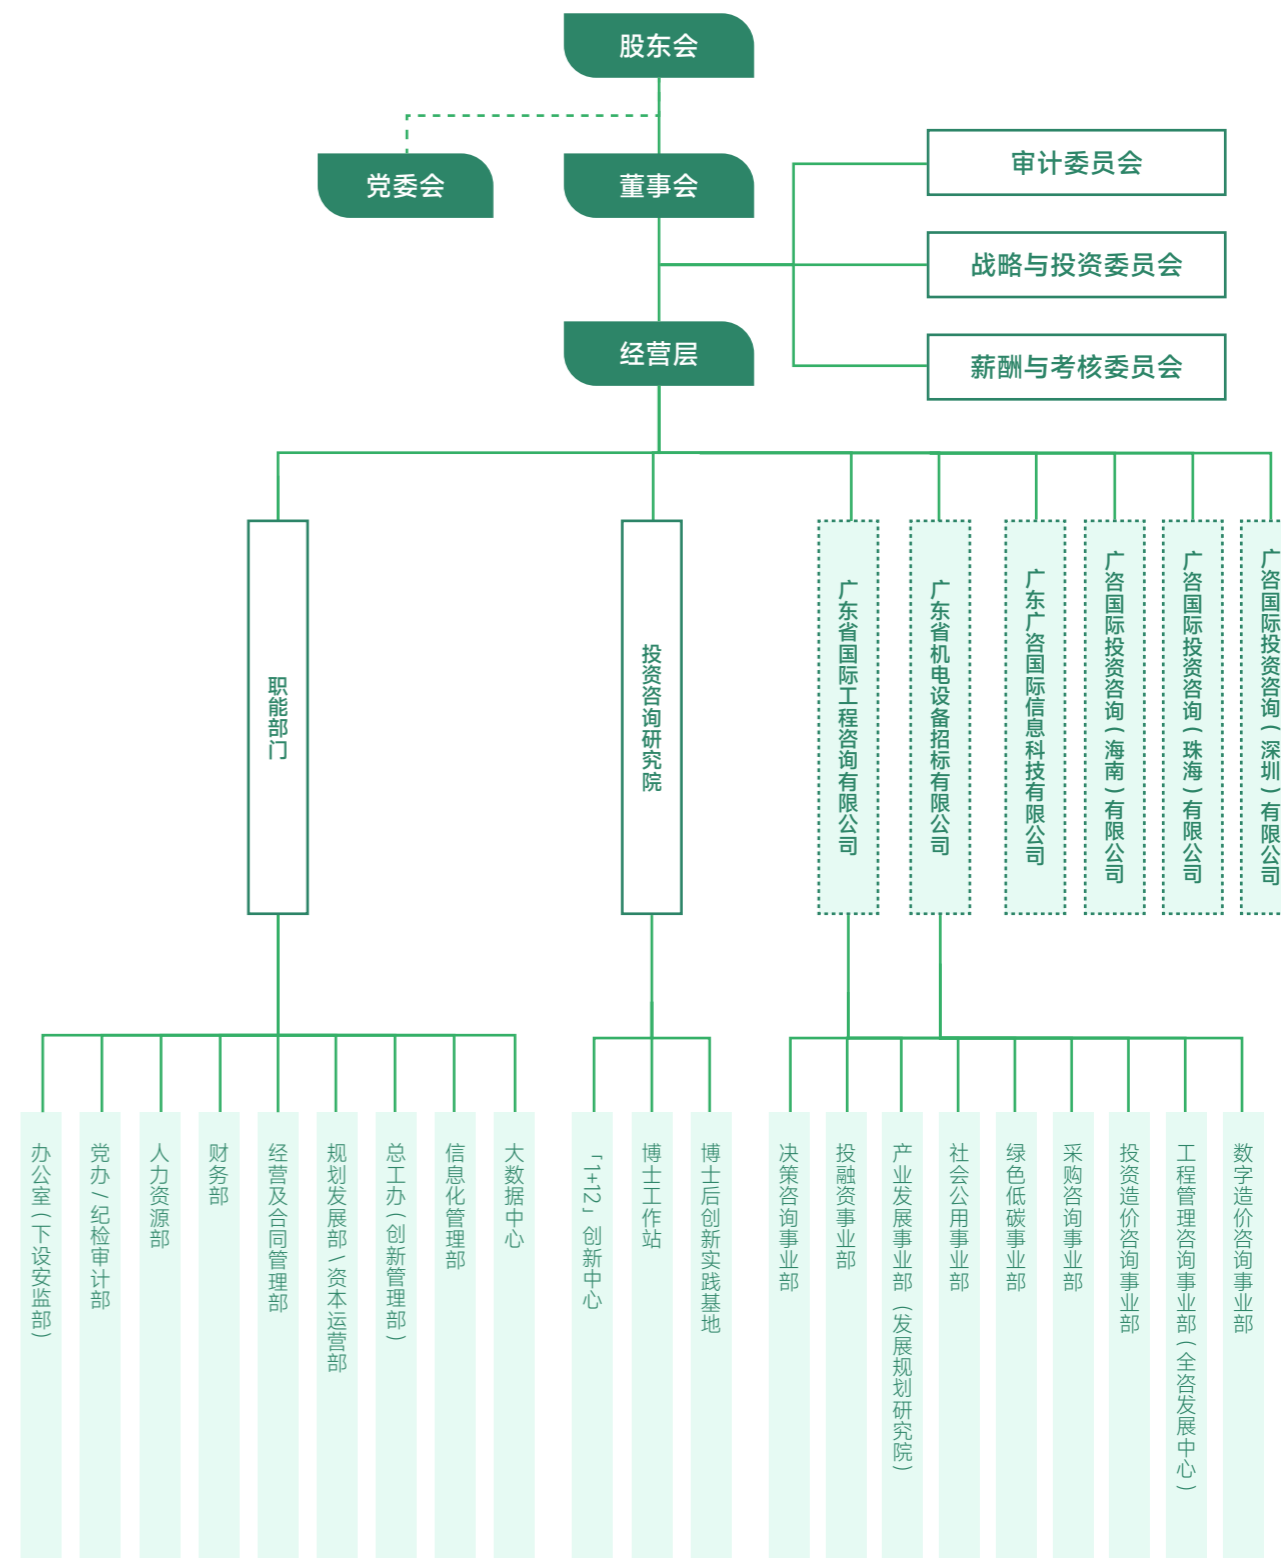 股东会
党委会
董事会
审计委员会
战略与投资委员会
经营层
薪酬与考核委员会
职能部门
投资咨询研究院
广东省国际工程咨询有限公司
广东省机电设备招标有限公司
广东广咨国际信息科技有限公司
广咨国际投资咨询(海南)有限公司
广咨国际投资咨询(珠海)有限公司
广咨国际投资咨询(深圳)有限公司
办公室(下设安监部)
党办/纪检审计部
人力资源部
财务部
经营及合同管理部
规划发展部\资本运营部
总工办(创新管理部)
信息化管理部
大数据中心
「1+12」创新中心
博士工作站
博士后创新实践基地
决策咨询事业部
投融资事业部
产业发展事业部(发展规划研究院)
社会公用事业部
绿色低碳事业部
采购咨询事业部
投资造价咨询事业部
工程管理咨询事业部(全咨发展中心)
数字造价咨询事业部